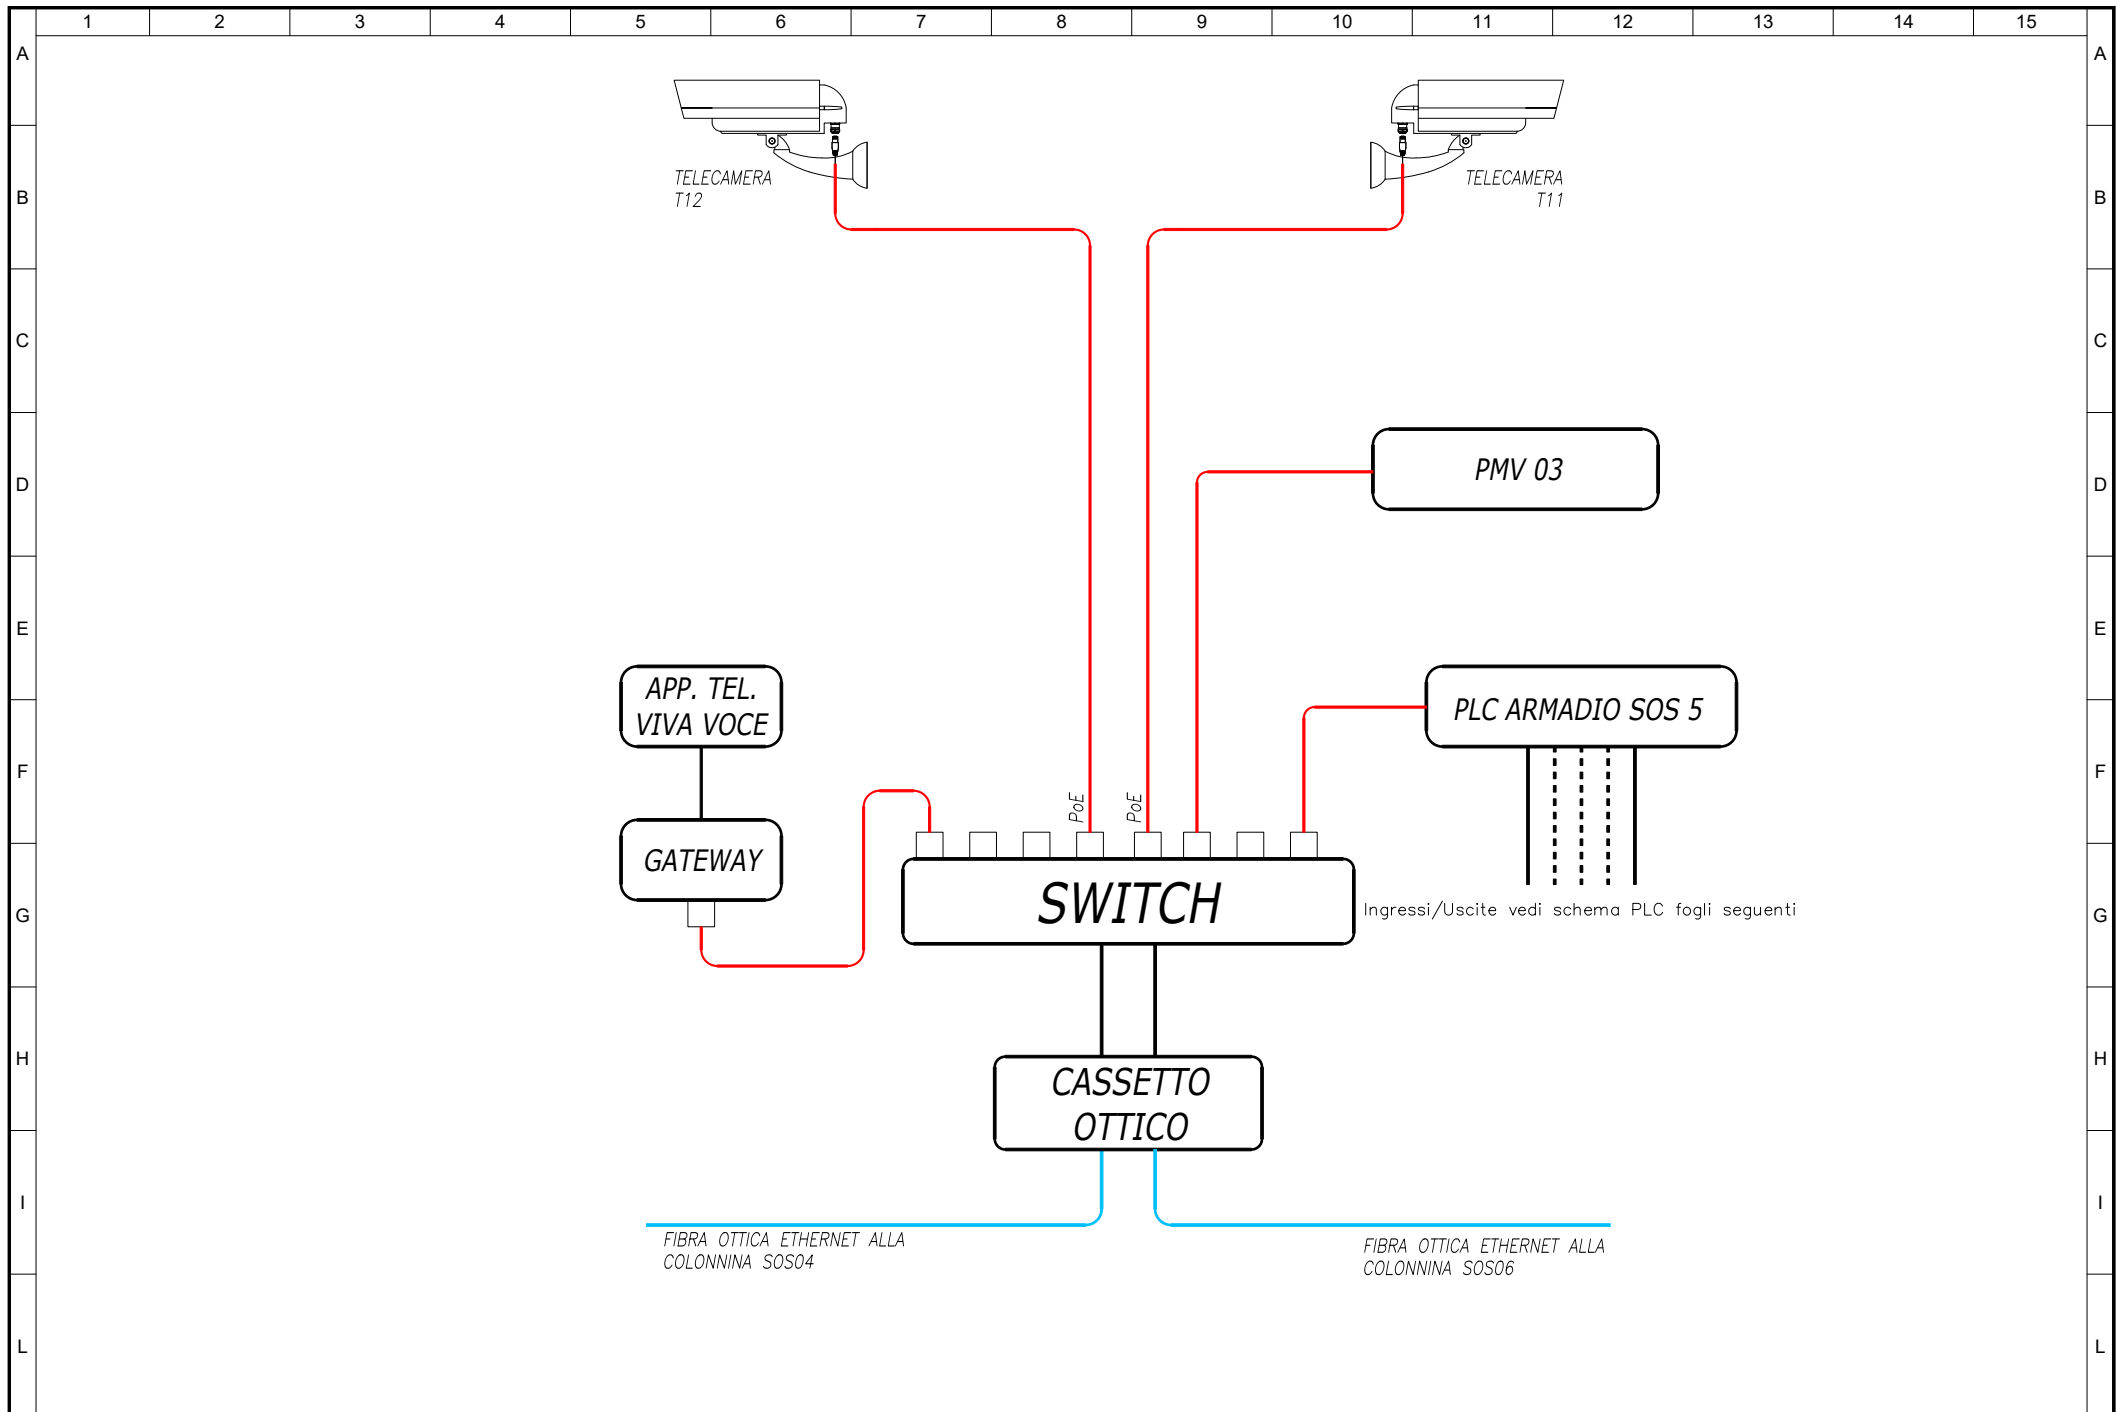 1 2 3 4 5 6 7 8 9 10 11 12 13 14 15
A A
TELECAMERA
T12
TELECAMERA
T11
B B
C C
PMV 03
D D
E E
APP. TEL.
VIVA VOCE
PLC ARMADIO SOS 5
F F
PoE PoE
GATEWAY
SWITCH
Ingressi/Uscite vedi schema PLC fogli seguenti
G G
H H
CASSETTO
OTTICO
I I
FIBRA OTTICA ETHERNET ALLA
COLONNINA SOS04
FIBRA OTTICA ETHERNET ALLA
COLONNINA SOS06
L L